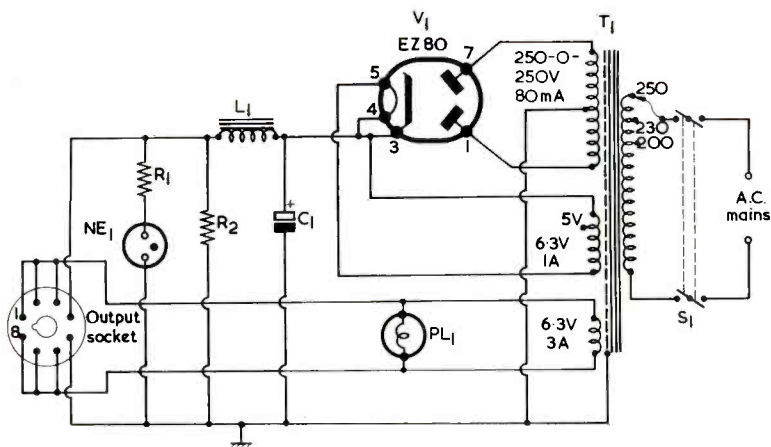 V1
EZ80
T1
7
5
4
3
1
250-0-
250V
80mA
250
230
200
L1
R1
NE1
R2
+
C1
5V
6·3V
1A
A.C.
mains
S1
1
8
Output
socket
PL1
6·3V
3A